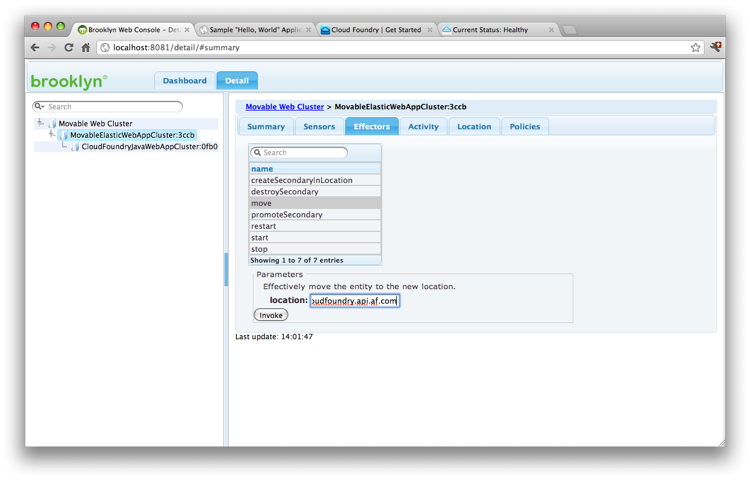 Brooklyn Web Console – Deta
Sample "Hello, World" Applic
Cloud Foundry | Get Started
Current Status: Healthy
localhost:8081/detail/#summary
brooklyn
Dashboard
Detail
Search
Movable Web Cluster
MovableElasticWebAppCluster:3ccb
CloudFoundryJavaWebAppCluster:0fb0
Movable Web Cluster > MovableElasticWebAppCluster:3ccb
Summary
Sensors
Effectors
Activity
Location
Policies
Search
name
createSecondaryInLocation
destroySecondary
move
promoteSecondary
restart
start
stop
Showing 1 to 7 of 7 entries
Parameters
Effectively move the entity to the new location.
location: oudfoundry.api.af.com
Invoke
Last update: 14:01:47